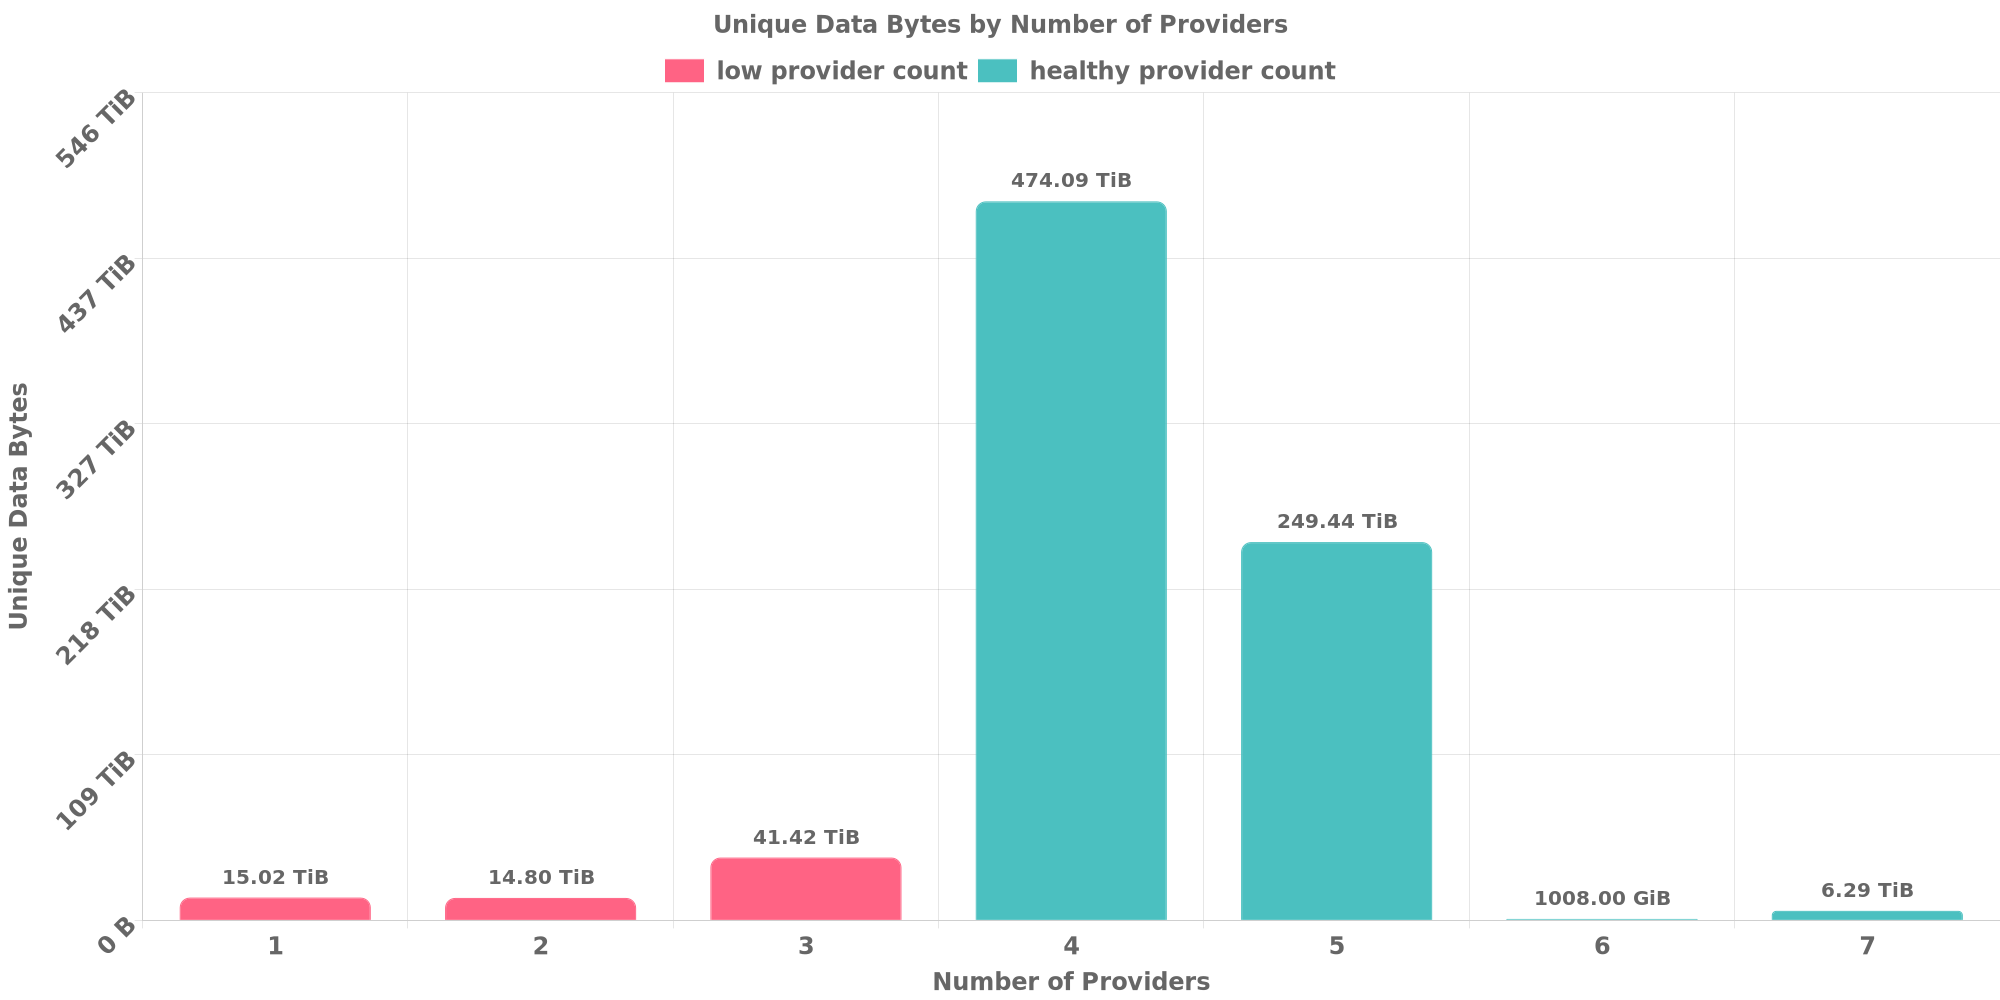 Unique Data Bytes by Number of Providers
low provider count healthy provider count
546 TiB
437 TiB
327 TiB
218 TiB
109 TiB
0 B
Unique Data Bytes
15.02 TiB
14.80 TiB
41.42 TiB
474.09 TiB
249.44 TiB
1008.00 GiB
6.29 TiB
1 2 3 4 5 6 7
Number of Providers